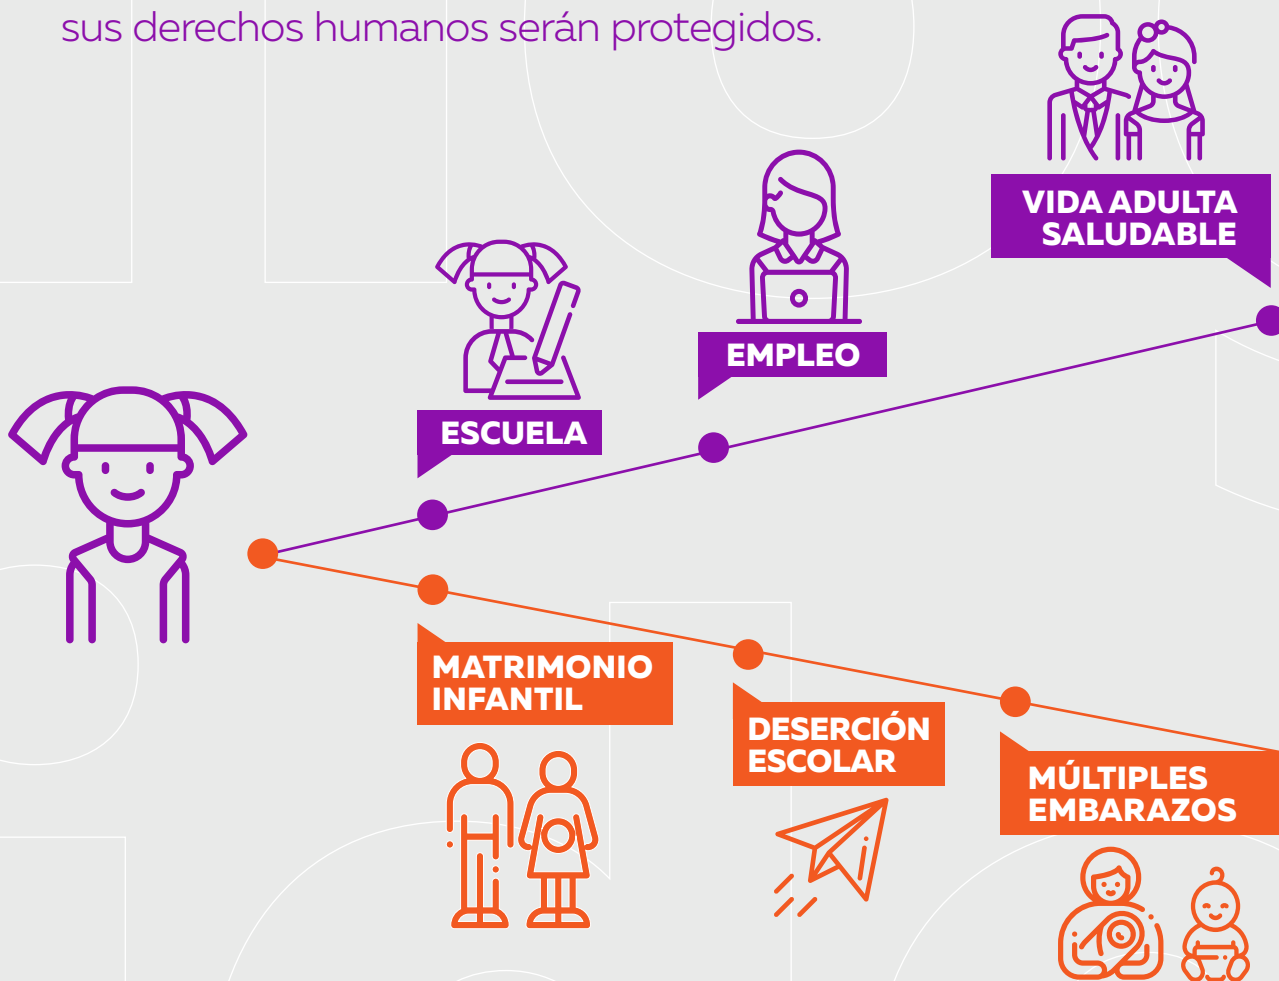 sus derechos humanos serán protegidos.
VIDA ADULTA
SALUDABLE
EMPLEO
ESCUELA
MATRIMONIO
INFANTIL
DESERCIÓN
ESCOLAR
MÚLTIPLES
EMBARAZOS